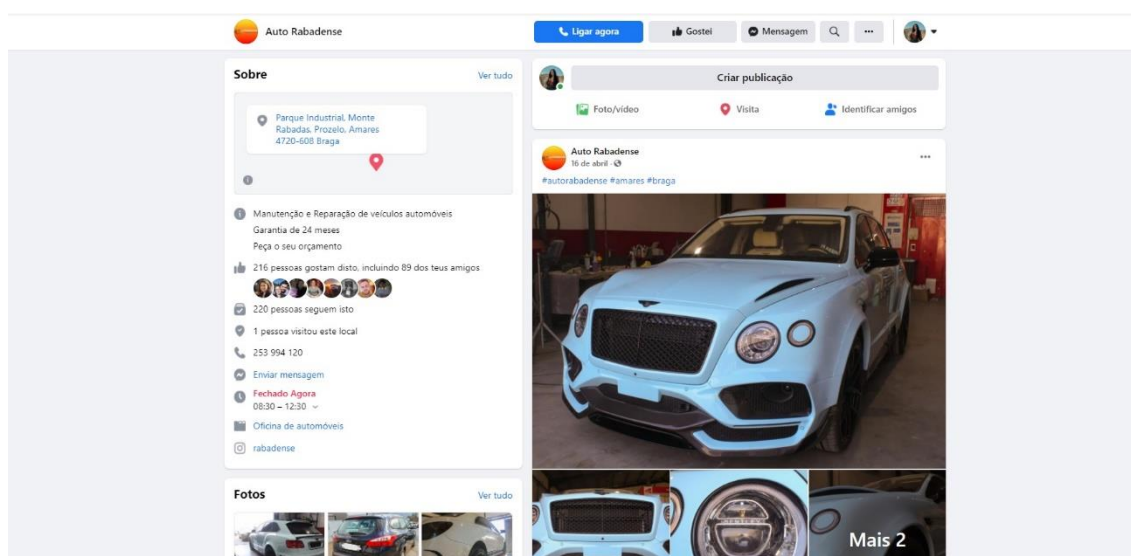 Auto Rabadense
Ligar agora
Gostei
Mensagem
Sobre
Ver tudo
Parque Industrial, Monte
Rabadas, Prozelo, Amares
4720-608 Braga
Manutenção e Reparação de veículos automóveis
Garantia de 24 meses
Peça o seu orçamento
216 pessoas gostam disto, incluindo 89 dos teus amigos
220 pessoas seguem isto
1 pessoa visitou este local
253 994 120
Enviar mensagem
Fechado Agora
08:30 – 12:30
Oficina de automóveis
rabadense
Fotos
Ver tudo
Criar publicação
Foto/vídeo
Visita
Identificar amigos
Auto Rabadense
16 de abril ·
#autorabadense #amares #braga
Mais 2